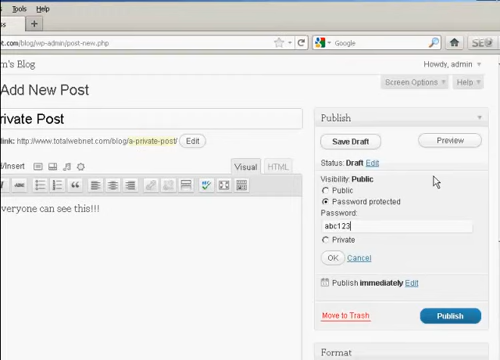 Tools Help
ss
et.com/blog/wp-admin/post-new.php
Google
SEO
m's Blog
Howdy, admin
Screen Options
Help
Add New Post
rivate Post
link: http://www.totalwebnet.com/blog/a-private-post/ Edit
d/Insert
Visual
HTML
veryone can see this!!!
Publish
Save Draft
Preview
Status: Draft Edit
Visibility: Public
Public
Password protected
Password:
abc123
Private
OK Cancel
Publish immediately Edit
Move to Trash
Publish
Format